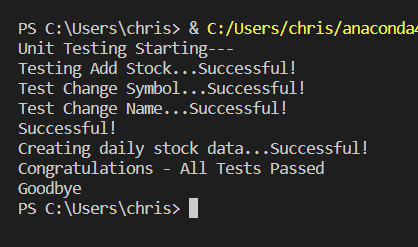 PS C:\Users\chris> & C:/Users/chris/anaconda
Unit Testing Starting---
Testing Add Stock...Successful!
Test Change Symbol...Successful!
Test Change Name...Successful!
Successful!
Creating daily stock data...Successful!
Congratulations - All Tests Passed
Goodbye
PS C:\Users\chris>